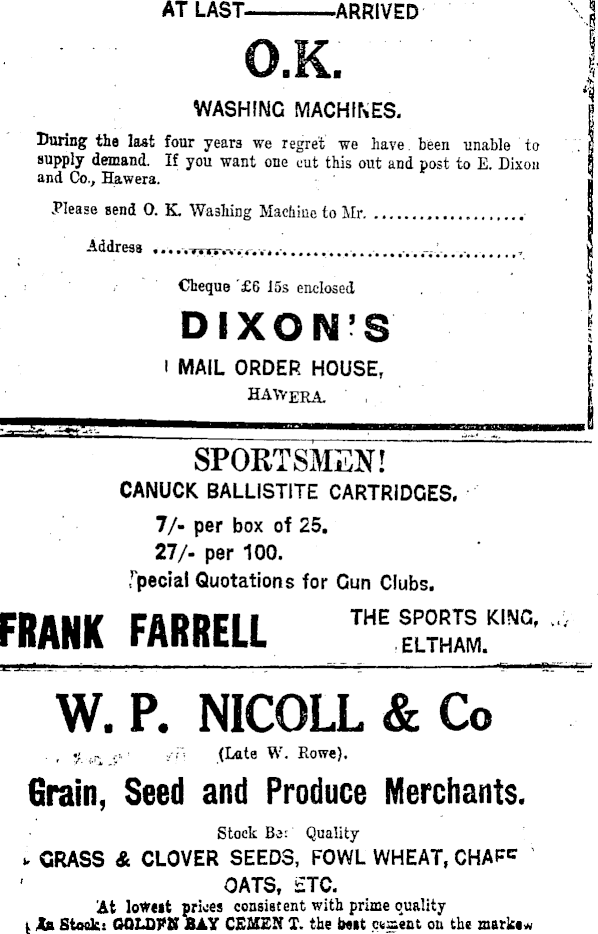 AT LAST————ARRIVED
O.K.
WASHING MACHINES.
During the last four years we regret we have been unable to
supply demand. If you want one cut this out and post to E. Dixon
and Co., Hawera.
Please send O. K. Washing Machine to Mr. ....................
Address ................................................
Cheque £6 15s enclosed
DIXON'S
MAIL ORDER HOUSE,
HAWERA.
SPORTSMEN!
CANUCK BALLISTITE CARTRIDGES.
7/- per box of 25.
27/- per 100.
Special Quotations for Gun Clubs.
FRANK FARRELL
THE SPORTS KING,
ELTHAM.
W. P. NICOLL & Co
(Late W. Rowe).
Grain, Seed and Produce Merchants.
Stock Quality
GRASS & CLOVER SEEDS, FOWL WHEAT, CHAFF
OATS, ETC.
At lowest prices consistent with prime quality
In Stock: GOLDEN BAY CEMENT. the best cement on the